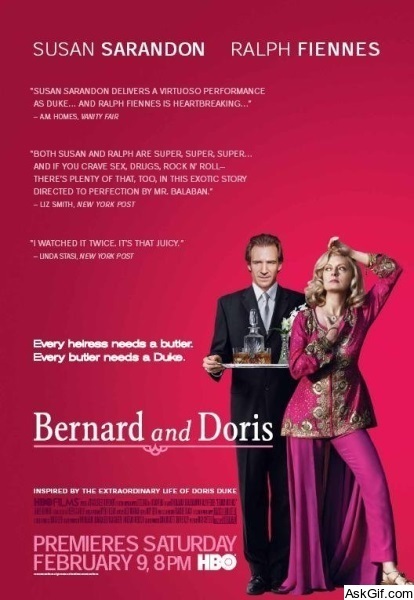 SUSAN SARANDON RALPH FIENNES
"SUSAN SARANDON DELIVERS A VIRTUOSO PERFORMANCE
AS DUKE... AND RALPH FIENNES IS HEARTBREAKING..."
– A.M. HOMES, VANITY FAIR
"BOTH SUSAN AND RALPH ARE SUPER, SUPER, SUPER...
AND IF YOU CRAVE SEX, DRUGS, ROCK N' ROLL–
THERE'S PLENTY OF THAT, TOO, IN THIS EXOTIC STORY
DIRECTED TO PERFECTION BY MR. BALABAN."
– LIZ SMITH, NEW YORK POST
"I WATCHED IT TWICE. IT'S THAT JUICY."
– LINDA STASI, NEW YORK POST
Every heiress needs a butler.
Every butler needs a Duke.
Bernard and Doris
INSPIRED BY THE EXTRAORDINARY LIFE OF DORIS DUKE
HBO FILMS
PREMIERES SATURDAY
FEBRUARY 9, 8PM HBO
AskGif.com